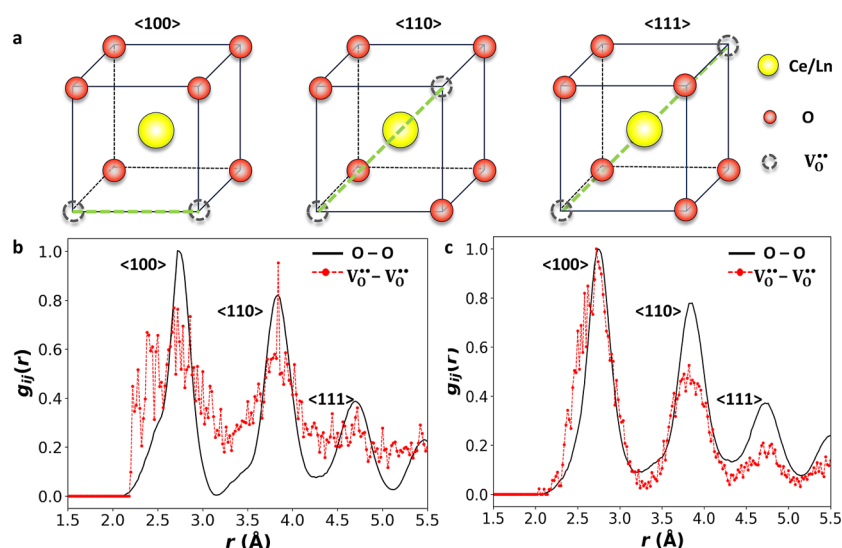 a
<100>
<110>
<111>
Ce/Ln
O
V_O^••
b
<100>
<110>
<111>
O – O
V_O^•• – V_O^••
g_ij(r)
1.0
0.8
0.6
0.4
0.2
0.0
1.5 2.0 2.5 3.0 3.5 4.0 4.5 5.0 5.5
r (Å)
c
<100>
<110>
<111>
O – O
V_O^•• – V_O^••
g_ij(r)
1.0
0.8
0.6
0.4
0.2
0.0
1.5 2.0 2.5 3.0 3.5 4.0 4.5 5.0 5.5
r (Å)